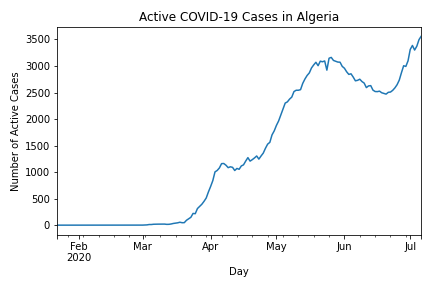 Active COVID-19 Cases in Algeria
Number of Active Cases
3500
3000
2500
2000
1500
1000
500
0
Feb Mar Apr May Jun Jul
2020
Day